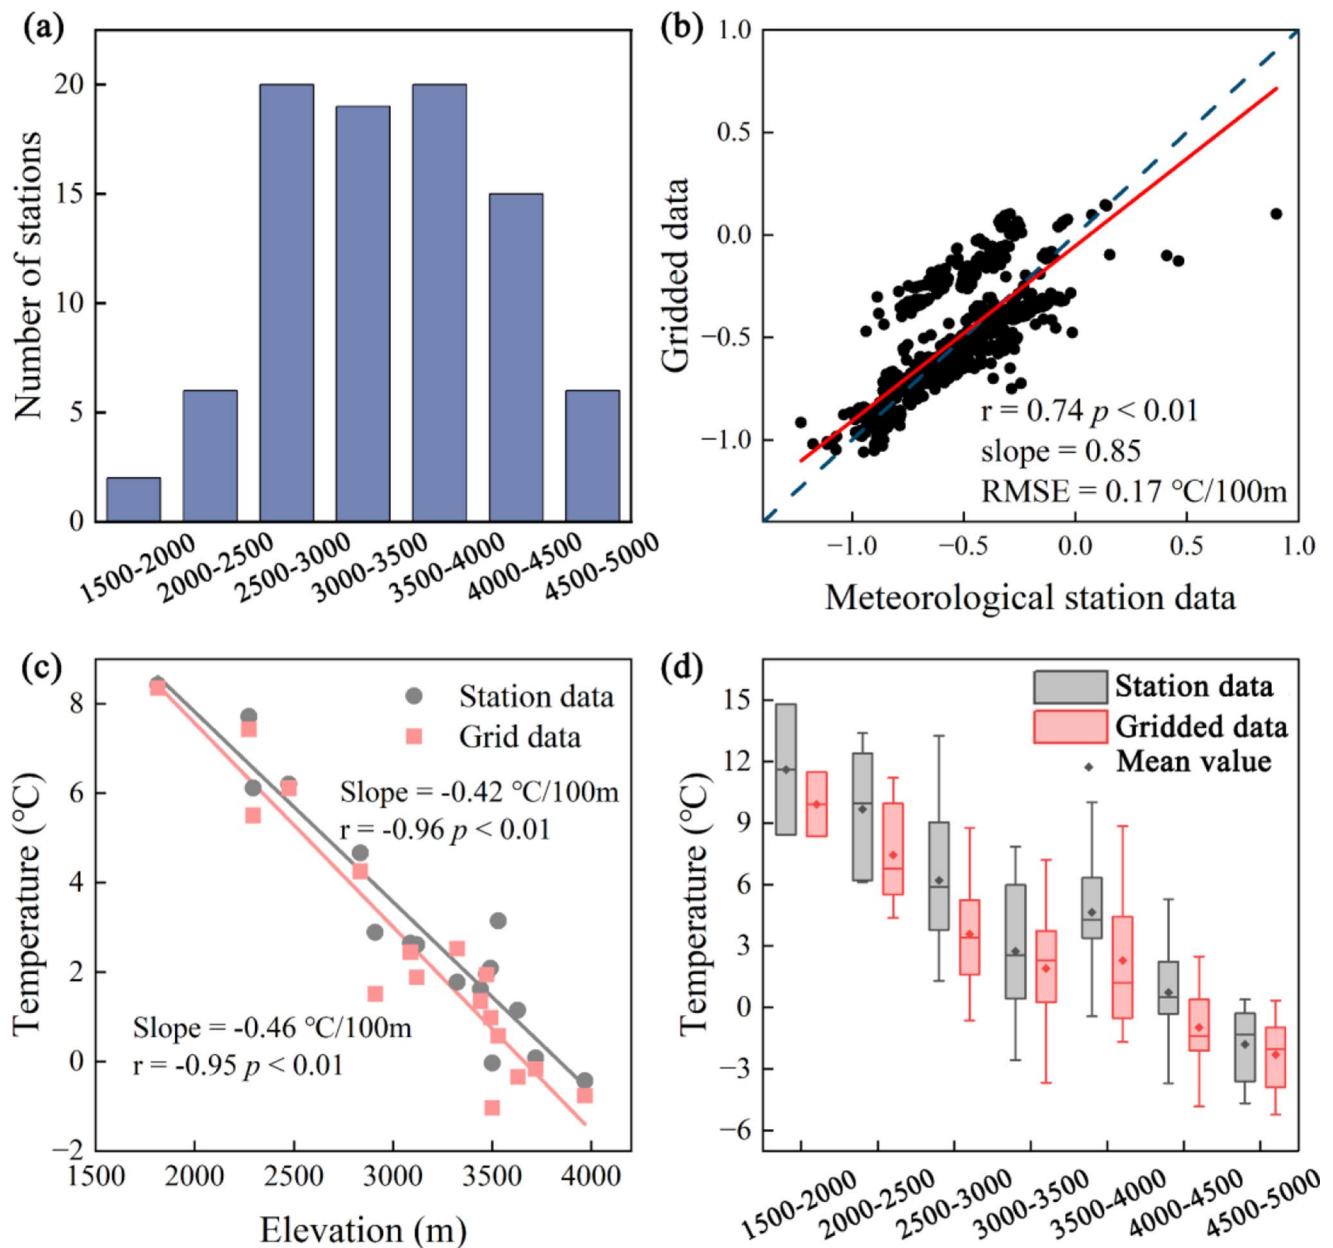 (a)
Number of stations
20
15
10
5
0
1500-2000
2000-2500
2500-3000
3000-3500
3500-4000
4000-4500
4500-5000
(b)
Gridded data
1.0
0.5
0.0
−0.5
−1.0
r = 0.74 p < 0.01
slope = 0.85
RMSE = 0.17 °C/100m
−1.0 −0.5 0.0 0.5 1.0
Meteorological station data
(c)
Temperature (°C)
8
6
4
2
0
−2
Station data
Grid data
Slope = -0.42 °C/100m
r = -0.96 p < 0.01
Slope = -0.46 °C/100m
r = -0.95 p < 0.01
1500 2000 2500 3000 3500 4000
Elevation (m)
(d)
Temperature (°C)
15
12
9
6
3
0
−3
−6
Station data
Gridded data
Mean value
1500-2000
2000-2500
2500-3000
3000-3500
3500-4000
4000-4500
4500-5000